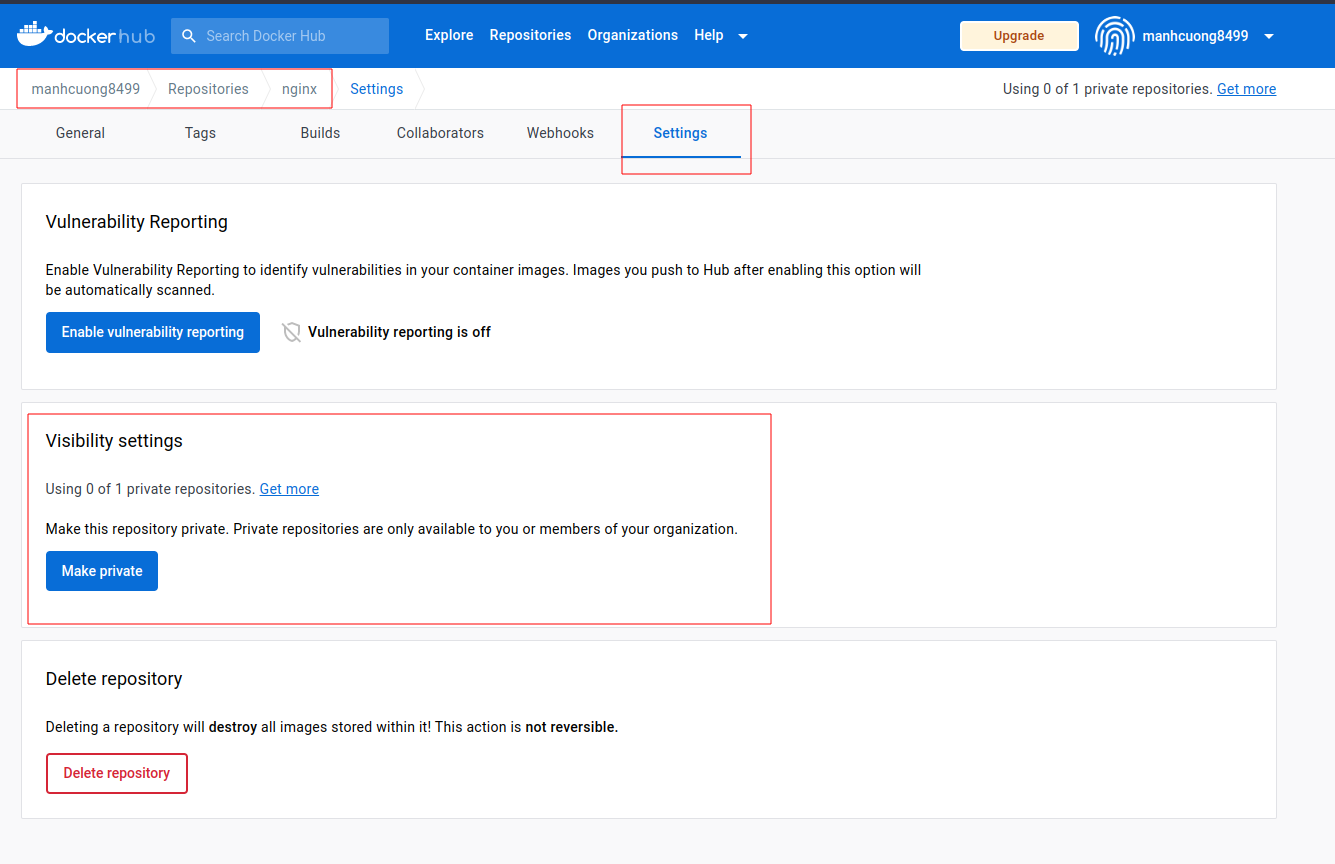 dockerhub Search Docker Hub Explore Repositories Organizations Help Upgrade manhcuong8499
manhcuong8499 Repositories nginx Settings Using 0 of 1 private repositories. Get more
General Tags Builds Collaborators Webhooks Settings
Vulnerability Reporting
Enable Vulnerability Reporting to identify vulnerabilities in your container images. Images you push to Hub after enabling this option will
be automatically scanned.
Enable vulnerability reporting Vulnerability reporting is off
Visibility settings
Using 0 of 1 private repositories. Get more
Make this repository private. Private repositories are only available to you or members of your organization.
Make private
Delete repository
Deleting a repository will destroy all images stored within it! This action is not reversible.
Delete repository